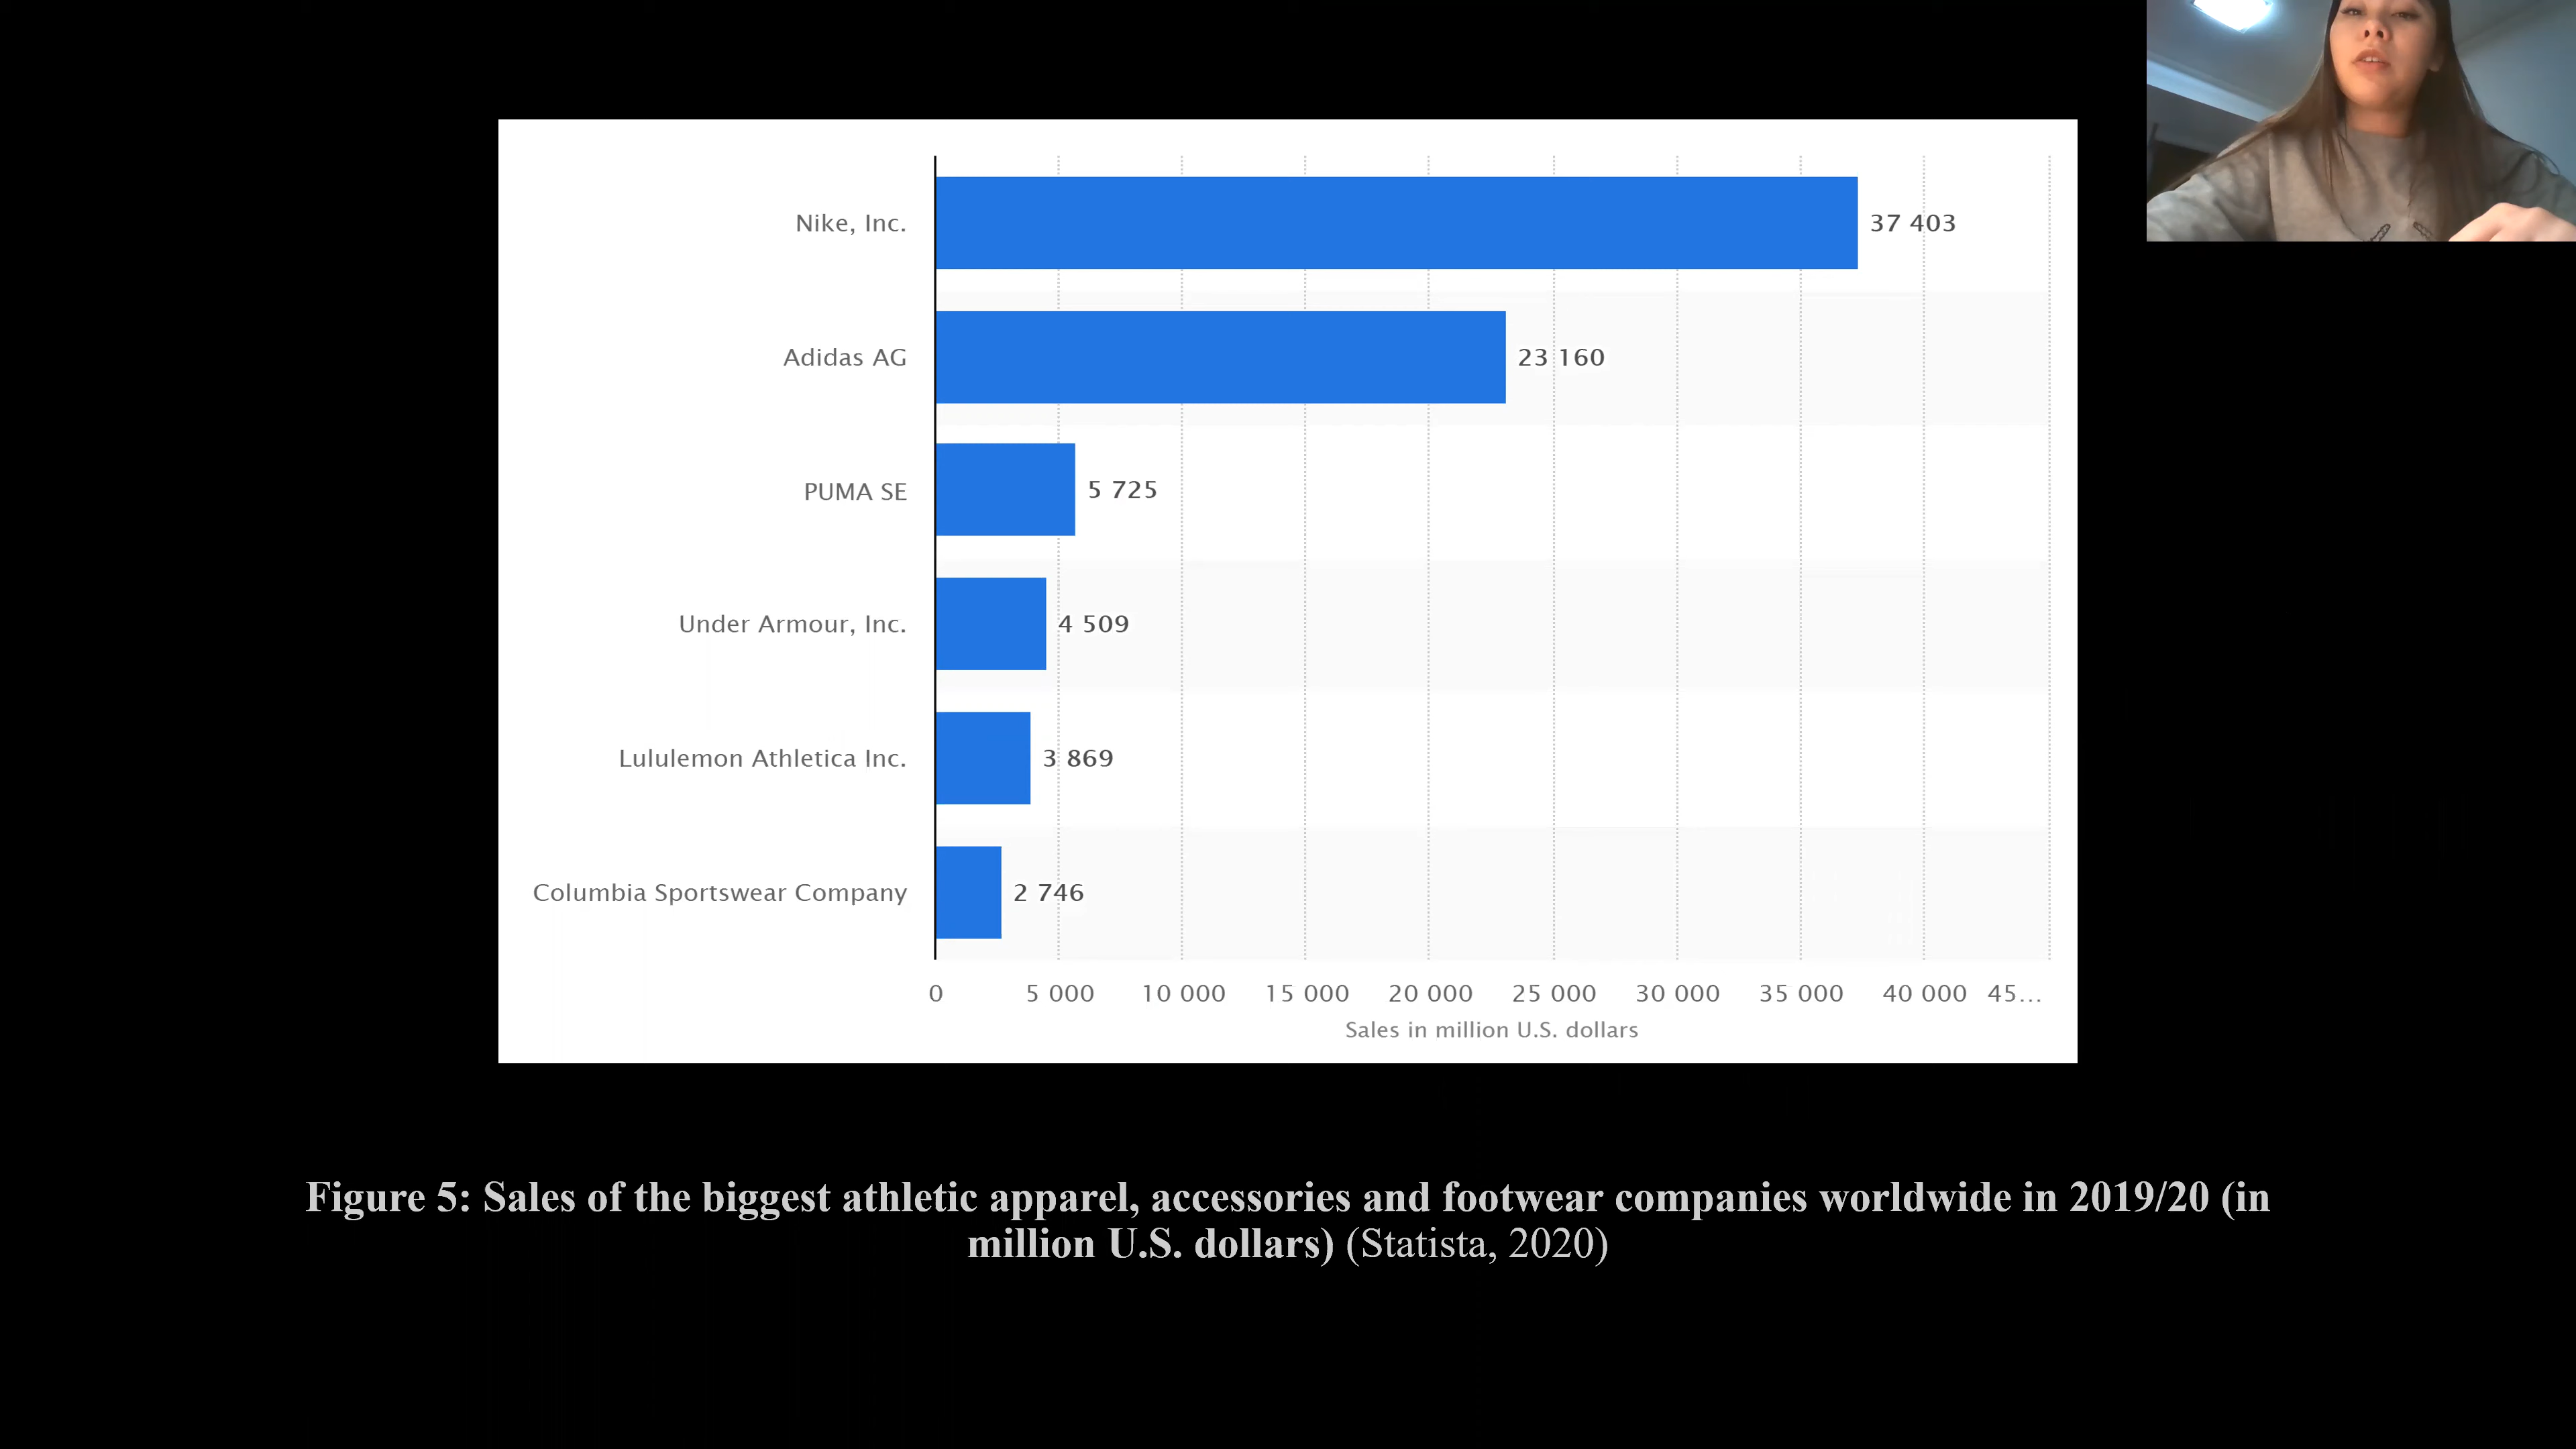 Nike, Inc. 37 403
Adidas AG 23 160
PUMA SE 5 725
Under Armour, Inc. 4 509
Lululemon Athletica Inc. 3 869
Columbia Sportswear Company 2 746
0 5 000 10 000 15 000 20 000 25 000 30 000 35 000 40 000 45...
Sales in million U.S. dollars
Figure 5: Sales of the biggest athletic apparel, accessories and footwear companies worldwide in 2019/20 (in
million U.S. dollars) (Statista, 2020)